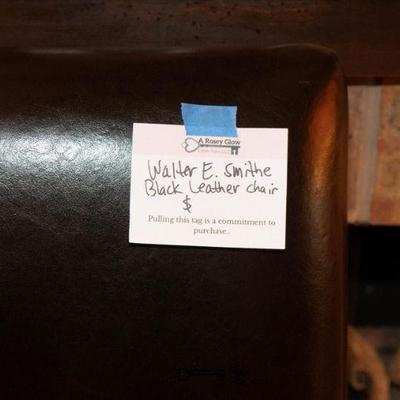 A Rosey Glow
Walter E. Smithe
Black Leather chair
$
Pulling this tag is a commitment to
purchase..